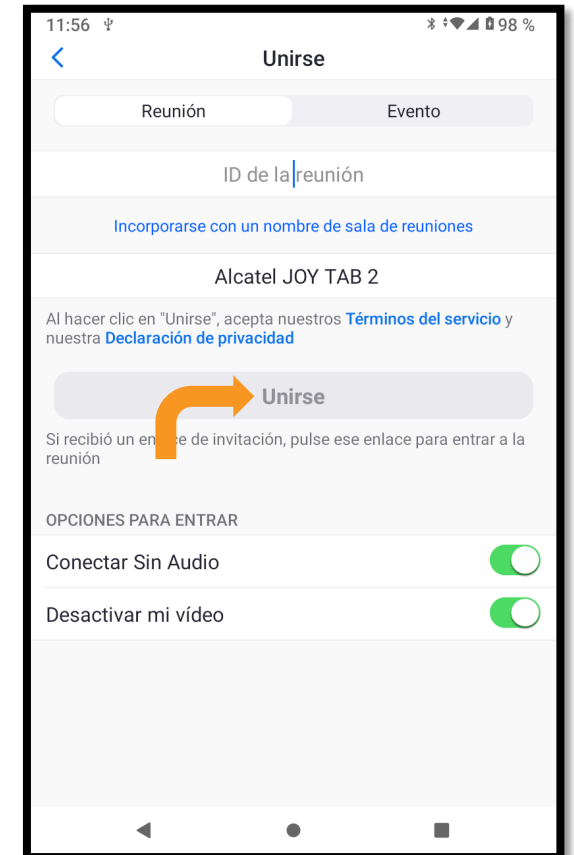 11:56 98 %
Unirse
Reunión Evento
ID de la reunión
Incorporarse con un nombre de sala de reuniones
Alcatel JOY TAB 2
Al hacer clic en "Unirse", acepta nuestros Términos del servicio y
nuestra Declaración de privacidad
Unirse
Si recibió un de invitación, pulse ese enlace para entrar a la
reunión
OPCIONES PARA ENTRAR
Conectar Sin Audio
Desactivar mi vídeo